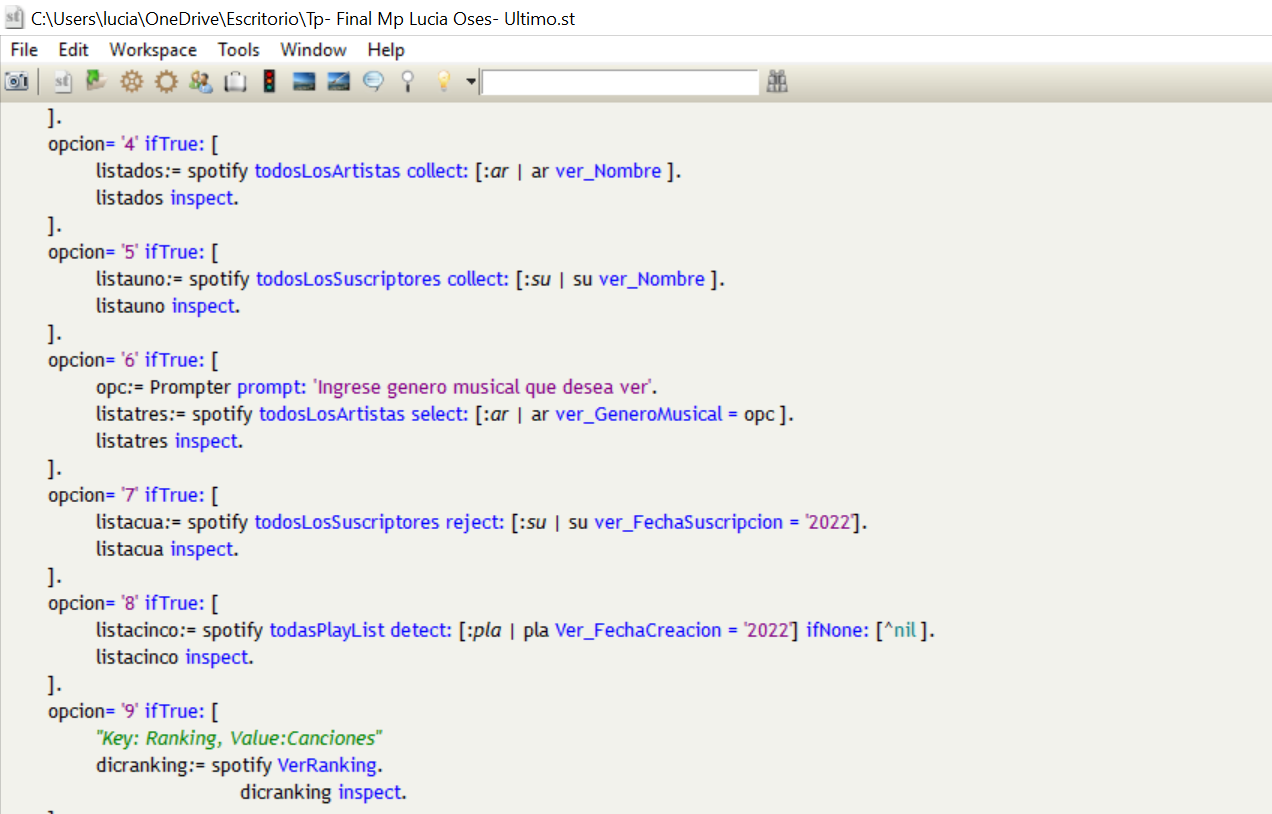 C:\Users\lucia\OneDrive\Escritorio\Tp- Final Mp Lucia Oses- Ultimo.st
File Edit Workspace Tools Window Help
st
].
opcion= '4' ifTrue: [
listados:= spotify todosLosArtistas collect: [:ar | ar ver_Nombre ].
listados inspect.
].
opcion= '5' ifTrue: [
listauno:= spotify todosLosSuscriptores collect: [:su | su ver_Nombre ].
listauno inspect.
].
opcion= '6' ifTrue: [
opc:= Prompter prompt: 'Ingrese genero musical que desea ver'.
listatres:= spotify todosLosArtistas select: [:ar | ar ver_GeneroMusical = opc ].
listatres inspect.
].
opcion= '7' ifTrue: [
listacua:= spotify todosLosSuscriptores reject: [:su | su ver_FechaSuscripcion = '2022'].
listacua inspect.
].
opcion= '8' ifTrue: [
listacinco:= spotify todasPlayList detect: [:pla | pla Ver_FechaCreacion = '2022'] ifNone: [^nil ].
listacinco inspect.
].
opcion= '9' ifTrue: [
"Key: Ranking, Value:Canciones"
dicranking:= spotify VerRanking.
dicranking inspect.